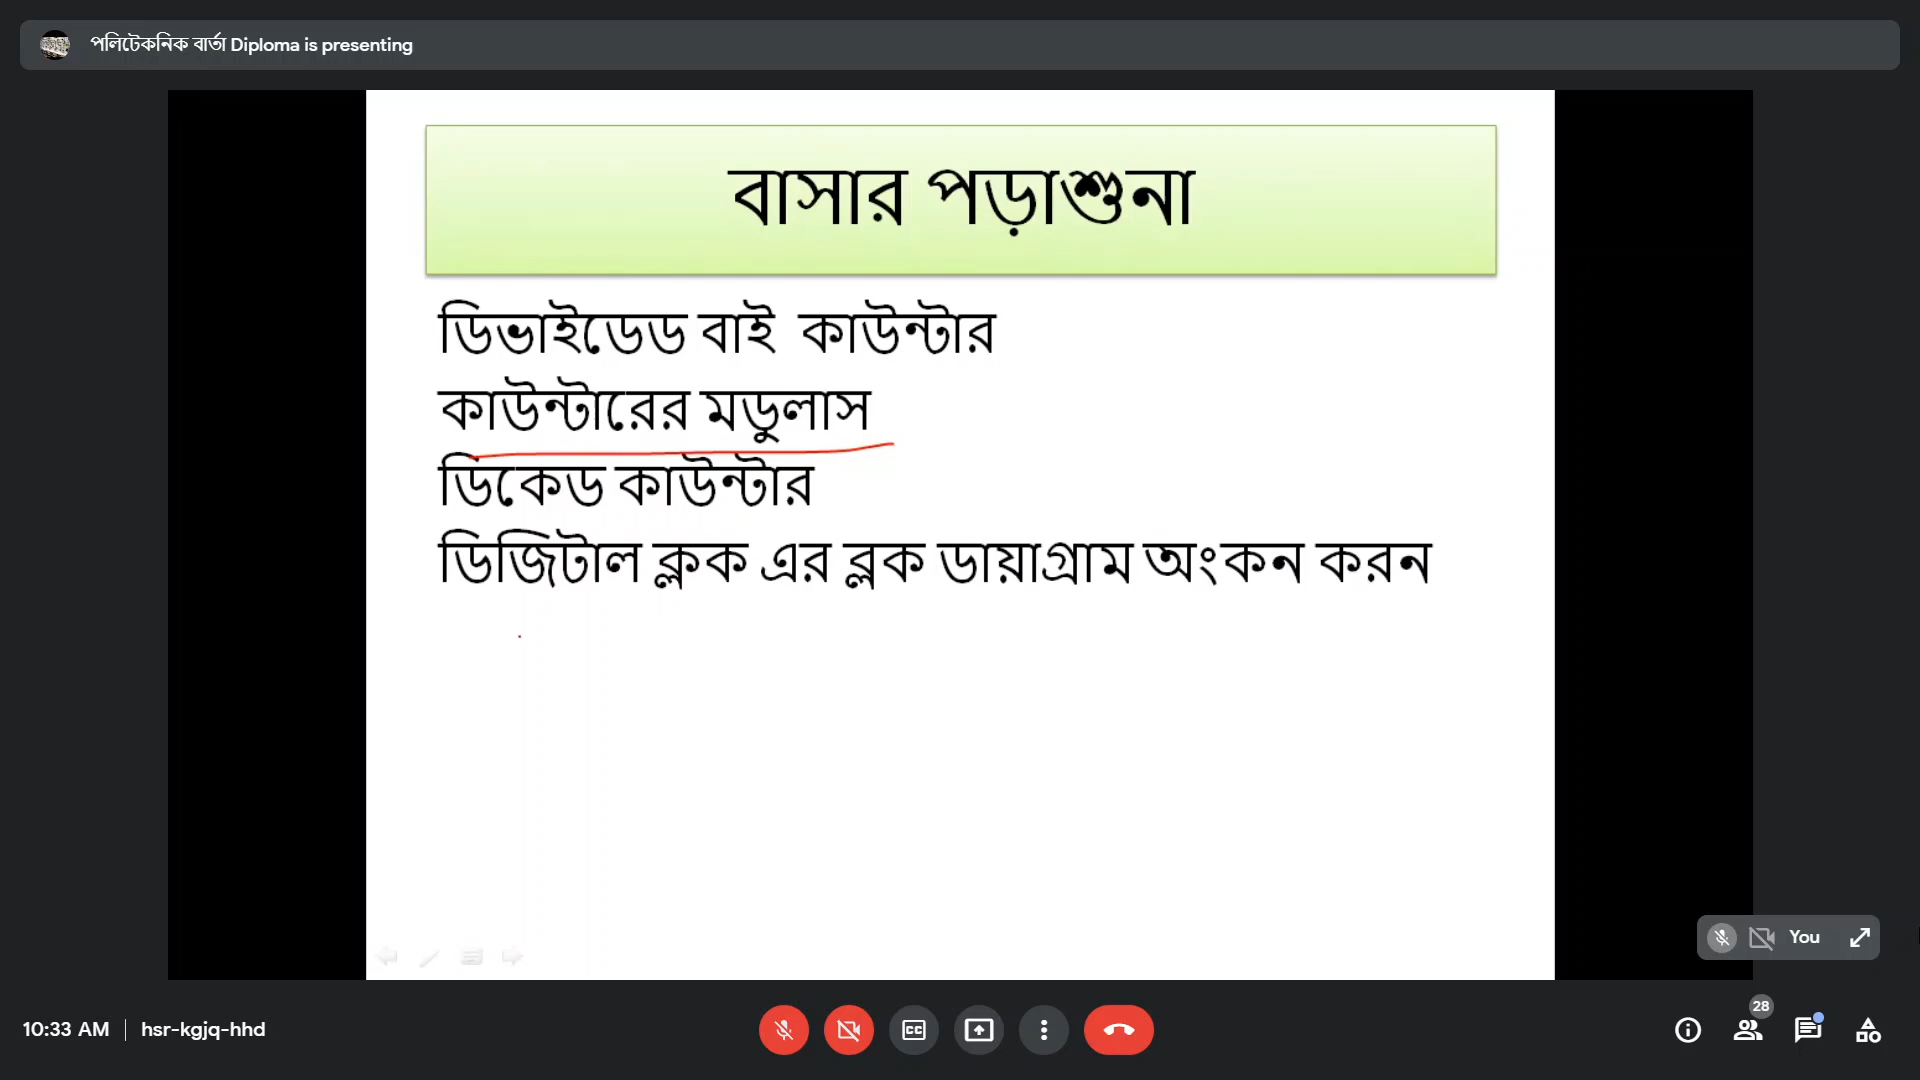 পলিটেকনিক বার্তা Diploma is presenting
বাসার পড়াশুনা
ডিভাইডেড বাই কাউন্টার
কাউন্টারের মডুলাস
ডিকেড কাউন্টার
ডিজিটাল ক্লক এর ব্লক ডায়াগ্রাম অংকন করন
You
28
10:33 AM | hsr-kgjq-hhd
CC